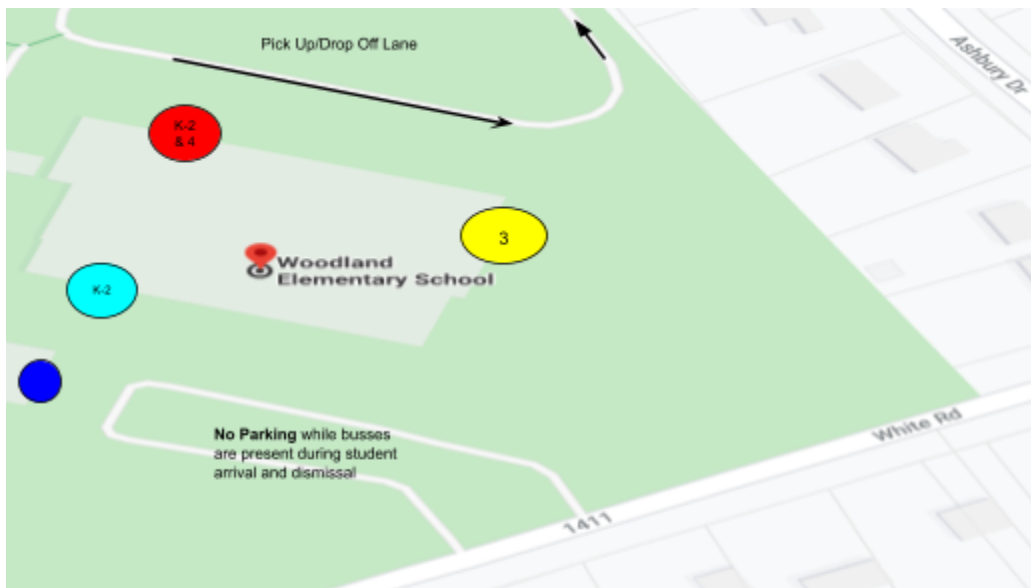 Pick Up/Drop Off Lane
Ashbury Dr
K-2
& 4
3
Woodland
Elementary School
K-2
No Parking while busses
are present during student
arrival and dismissal
White Rd
1411